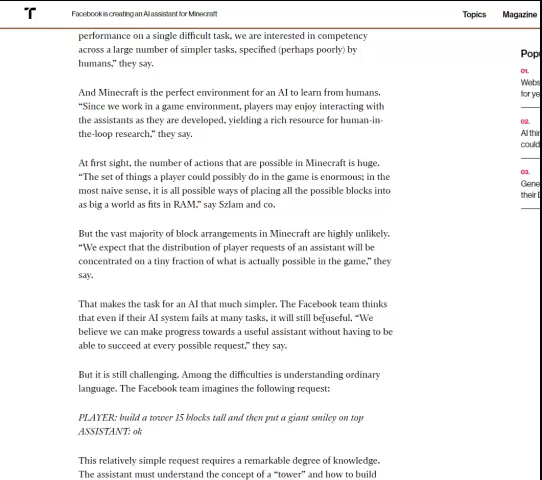 Facebook is creating an AI assistant for Minecraft
Topics
Magazine
performance on a single difficult task, we are interested in competency
across a large number of simpler tasks, specified (perhaps poorly) by
humans,” they say.
And Minecraft is the perfect environment for an AI to learn from humans.
“Since we work in a game environment, players may enjoy interacting with
the assistants as they are developed, yielding a rich resource for human-in-
the-loop research,” they say.
At first sight, the number of actions that are possible in Minecraft is huge.
“The set of things a player could possibly do in the game is enormous; in the
most naive sense, it is all possible ways of placing all the possible blocks into
as big a world as fits in RAM,” say Szlam and co.
But the vast majority of block arrangements in Minecraft are highly unlikely.
“We expect that the distribution of player requests of an assistant will be
concentrated on a tiny fraction of what is actually possible in the game,” they
say.
That makes the task for an AI that much simpler. The Facebook team thinks
that even if their AI system fails at many tasks, it will still be useful. “We
believe we can make progress towards a useful assistant without having to be
able to succeed at every possible request,” they say.
But it is still challenging. Among the difficulties is understanding ordinary
language. The Facebook team imagines the following request:
PLAYER: build a tower 15 blocks tall and then put a giant smiley on top
ASSISTANT: ok
This relatively simple request requires a remarkable degree of knowledge.
The assistant must understand the concept of a “tower” and how to build
Popu
01.
Webs
for ye
02.
AI thin
could
03.
Gene
their D